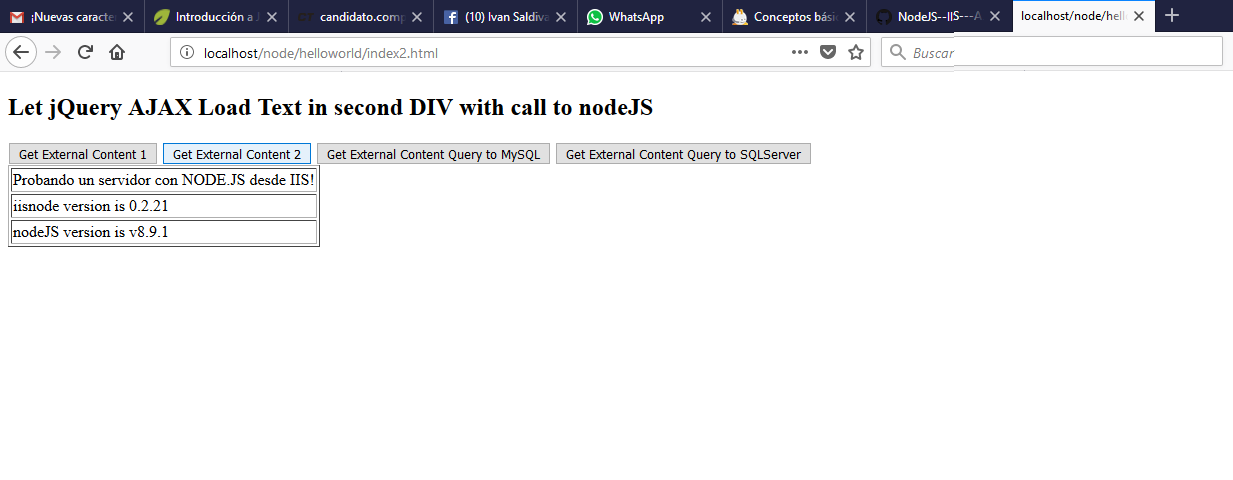 ¡Nuevas caracte
Introducción a J
candidato.comp
(10) Ivan Saldiva
WhatsApp
Conceptos bási
NodeJS--IIS---A
localhost/node/hell
localhost/node/helloworld/index2.html
Buscar
Let jQuery AJAX Load Text in second DIV with call to nodeJS
Get External Content 1
Get External Content 2
Get External Content Query to MySQL
Get External Content Query to SQLServer
Probando un servidor con NODE.JS desde IIS!
iisnode version is 0.2.21
nodeJS version is v8.9.1